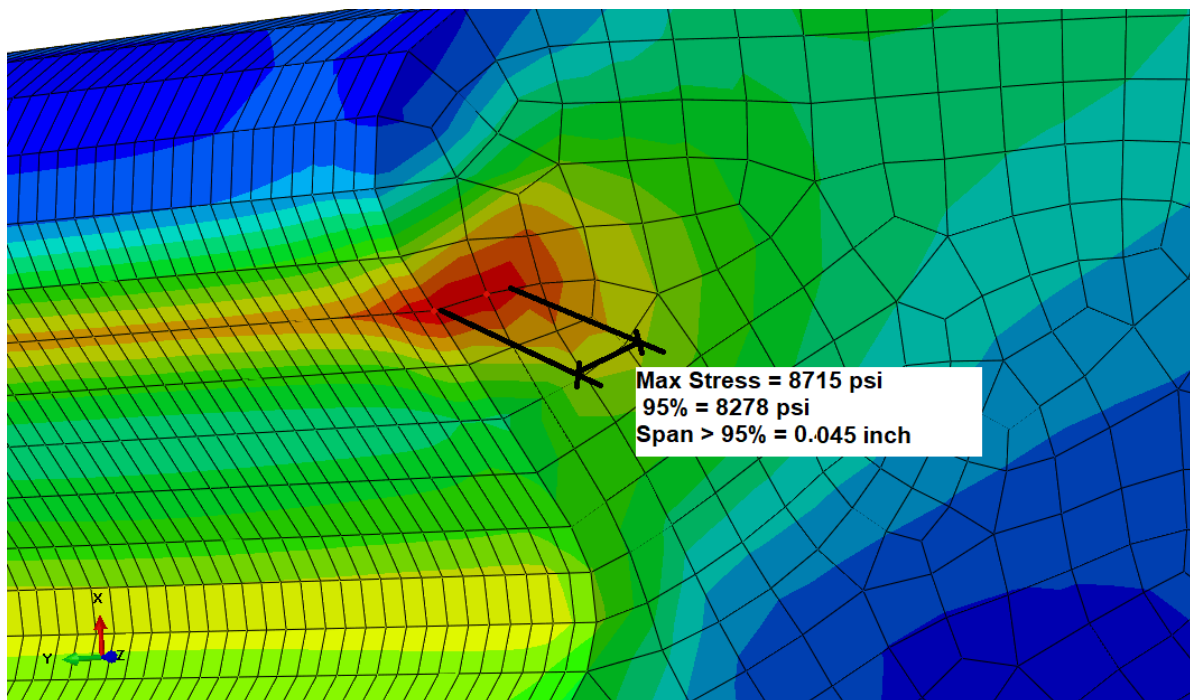 Max Stress = 8715 psi
95% = 8278 psi
Span > 95% = 0.045 inch
X
Y
Z